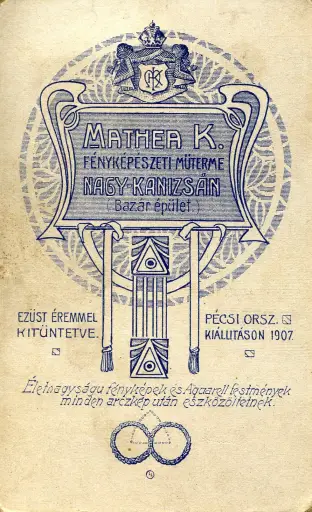 MATHEA K.
FÉNYKÉPÉSZETI MŰTERME
NAGY-KANIZSÁN
(Bazár épület.)
EZÜST ÉREMMEL
KITÜNTETVE.
PÉCSI ORSZ.
KIÁLLITÁSON 1907.
Életnagyságu fényképek és Aquarell festmények
minden arczkép után eszközöltetnek.